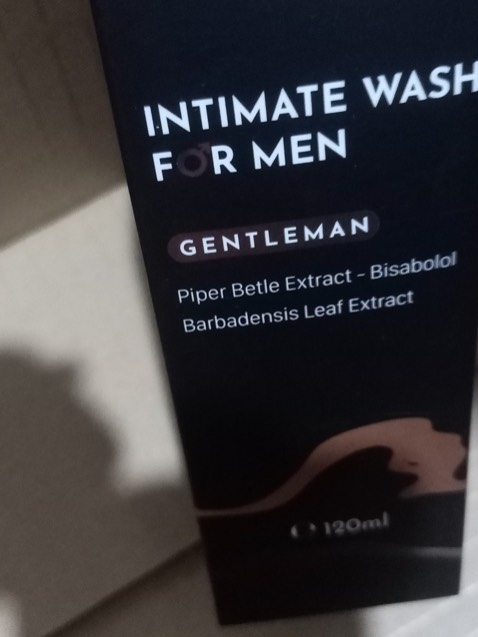 INTIMATE WASH
FOR MEN
GENTLEMAN
Piper Betle Extract - Bisabolol
Barbadensis Leaf Extract
120ml